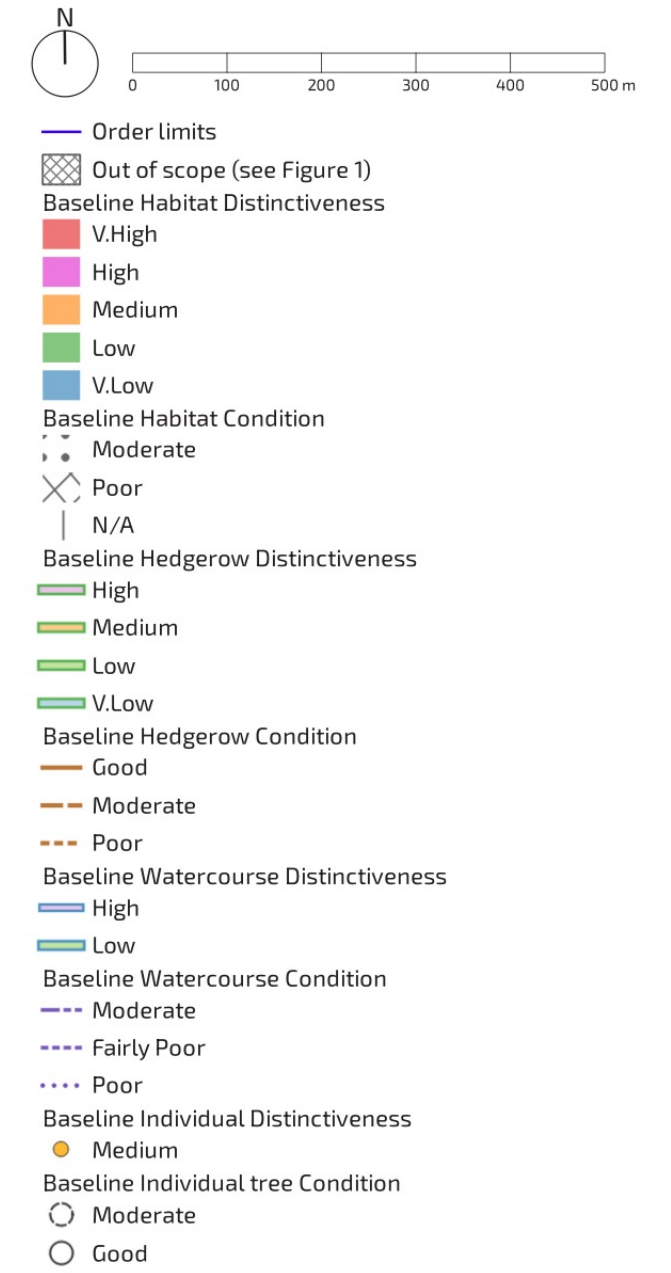 N
0 100 200 300 400 500 m
Order limits
Out of scope (see Figure 1)
Baseline Habitat Distinctiveness
V.High
High
Medium
Low
V.Low
Baseline Habitat Condition
Moderate
Poor
N/A
Baseline Hedgerow Distinctiveness
High
Medium
Low
V.Low
Baseline Hedgerow Condition
Good
Moderate
Poor
Baseline Watercourse Distinctiveness
High
Low
Baseline Watercourse Condition
Moderate
Fairly Poor
Poor
Baseline Individual Distinctiveness
Medium
Baseline Individual tree Condition
Moderate
Good